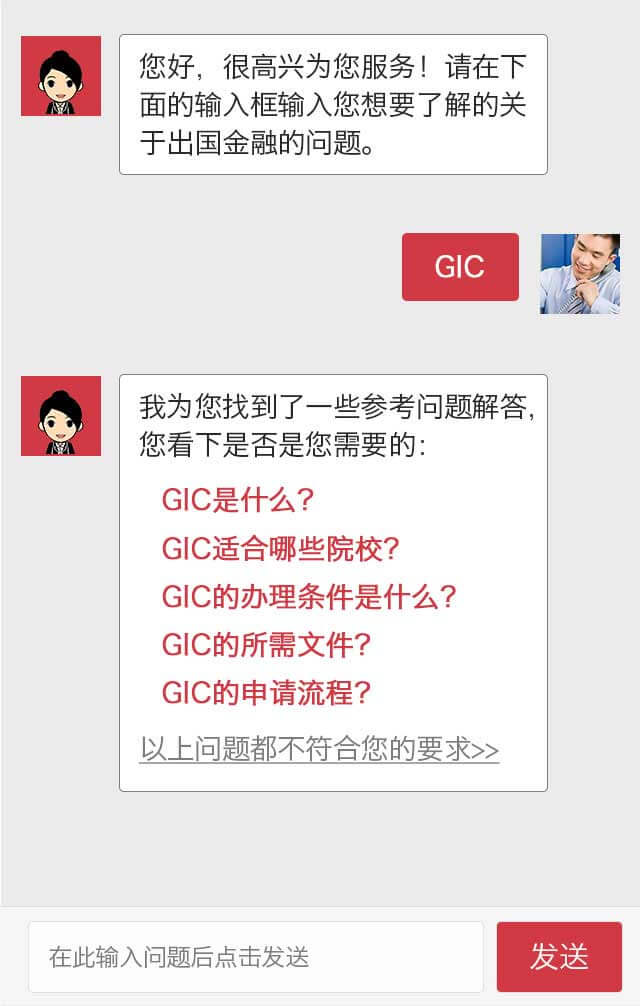 您好，很高兴为您服务！请在下
面的输入框输入您想要了解的关
于出国金融的问题。
GIC
我为您找到了一些参考问题解答,
您看下是否是您需要的：
GIC是什么？
GIC适合哪些院校？
GIC的办理条件是什么？
GIC的所需文件？
GIC的申请流程？
以上问题都不符合您的要求>>
在此输入问题后点击发送
发送